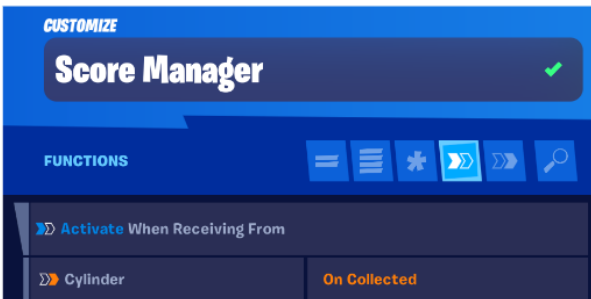 CUSTOMIZE
Score Manager
FUNCTIONS
Activate When Receiving From
Cylinder
On Collected